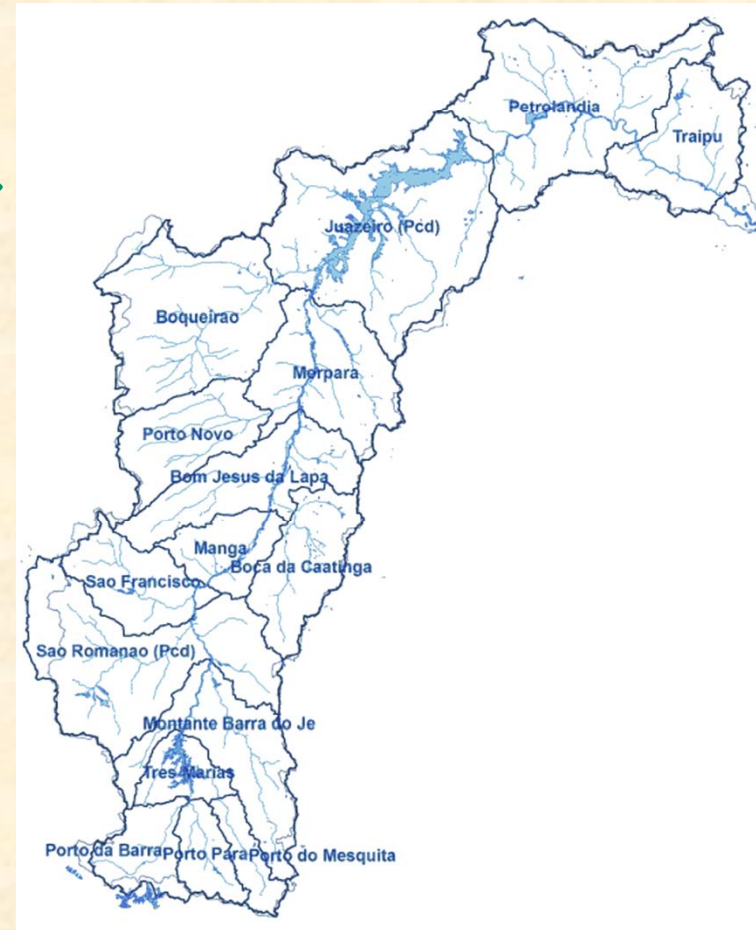 Petrolandia
Traipu
Juazeiro (Pcd)
Boqueirao
Morpara
Porto Novo
Bom Jesus da Lapa
Manga
Boca da Caatinga
Sao Francisco
Sao Romanao (Pcd)
Montante Barra do Je
Tres Marias
Porto da Barra
Porto Para
Porto do Mesquita